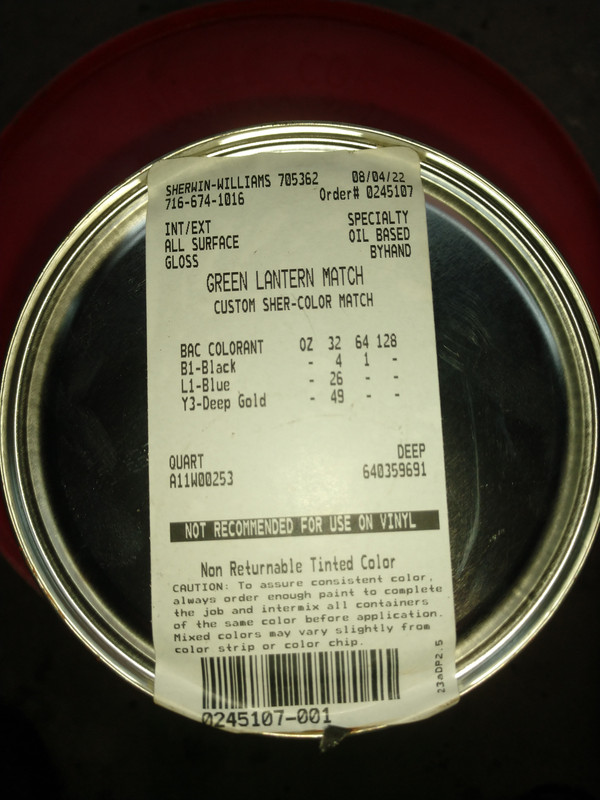 SHERWIN-WILLIAMS 705362 08/04/22
716-674-1016 Order# 0245107
INT/EXT SPECIALTY
ALL SURFACE OIL BASED
GLOSS BYHAND
GREEN LANTERN MATCH
CUSTOM SHER-COLOR MATCH
BAC COLORANT OZ 32 64 128
B1-Black - 4 1 -
L1-Blue - 26 - -
Y3-Deep Gold - 49 - -
QUART DEEP
A11W00253 640359691
NOT RECOMMENDED FOR USE ON VINYL
Non Returnable Tinted Color
CAUTION: To assure consistent color,
always order enough paint to complete
the job and intermix all containers
of the same color before application.
Mixed colors may vary slightly from
color strip or color chip.
23aDP2.5
0245107-001